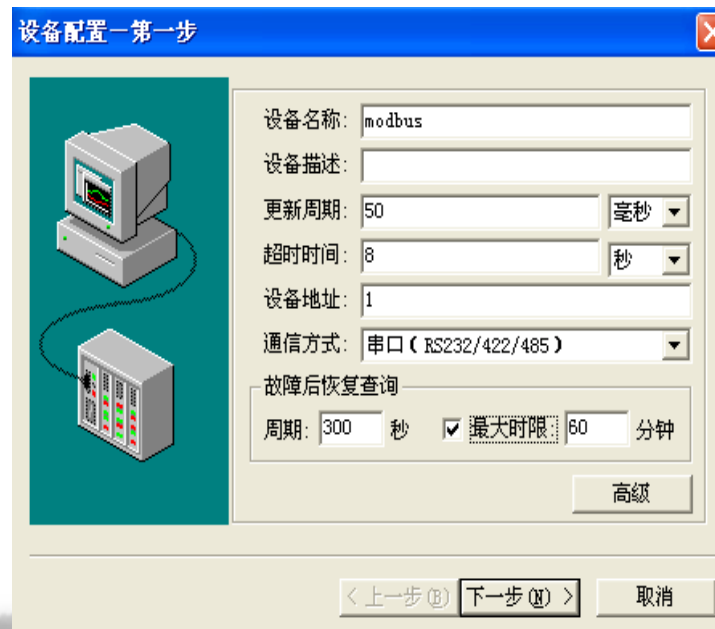 设备配置－第一步
设备名称: modbus
设备描述:
更新周期: 50 毫秒
超时时间: 8 秒
设备地址: 1
通信方式: 串口(RS232/422/485)
故障后恢复查询
周期: 300 秒 最大时限: 60 分钟
高级
< 上一步(B) 下一步(N) > 取消